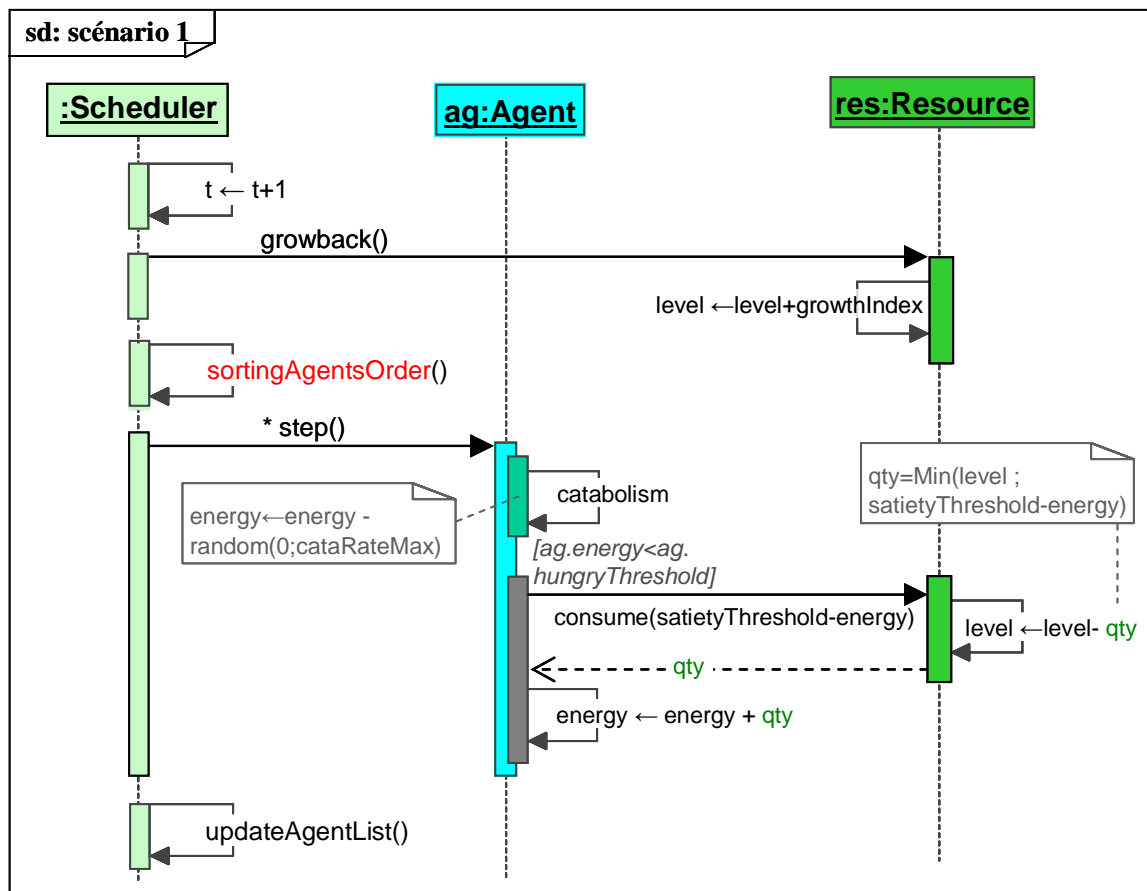 sd: scénario 1
:Scheduler
ag:Agent
res:Resource
t ← t+1
growback()
level ←level+growthIndex
sortingAgentsOrder()
* step()
qty=Min(level ;
satietyThreshold-energy)
catabolism
energy←energy -
random(0;cataRateMax)
[ag.energy<ag.
hungryThreshold]
consume(satietyThreshold-energy)
level ←level- qty
qty
energy ← energy + qty
updateAgentList()